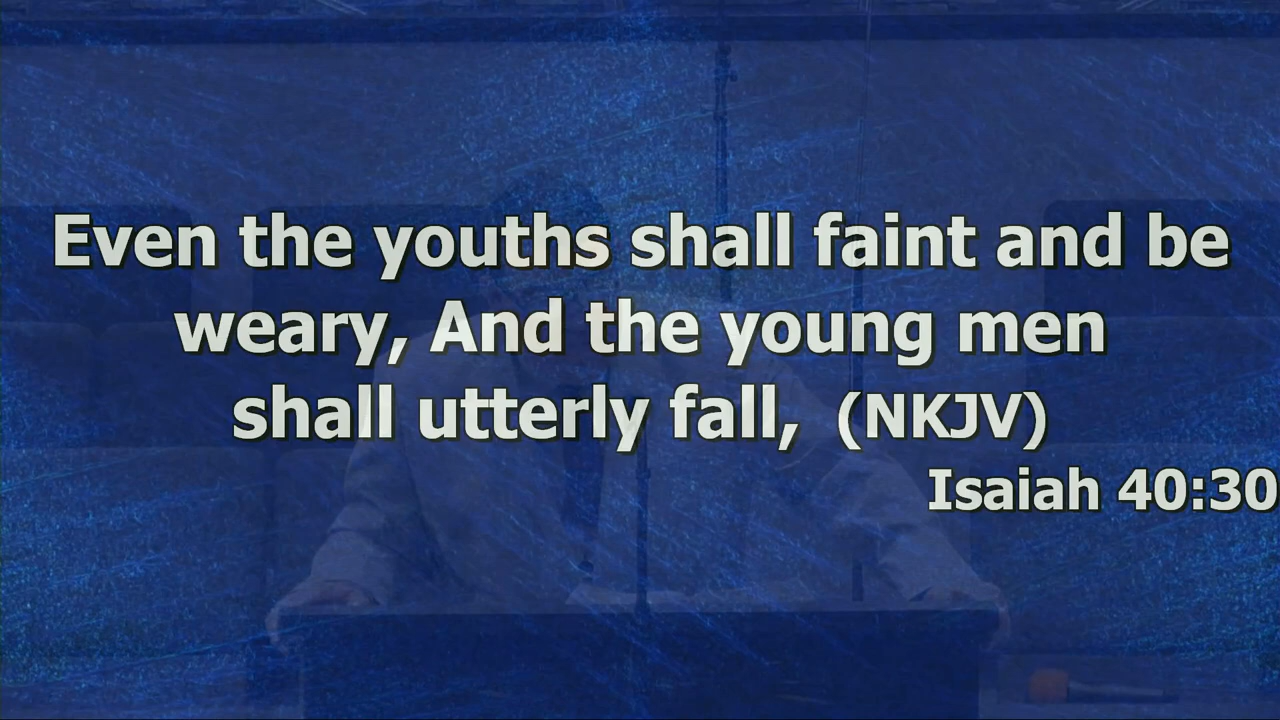 Even the youths shall faint and be
weary, And the young men
shall utterly fall,  (NKJV)
Isaiah 40:30